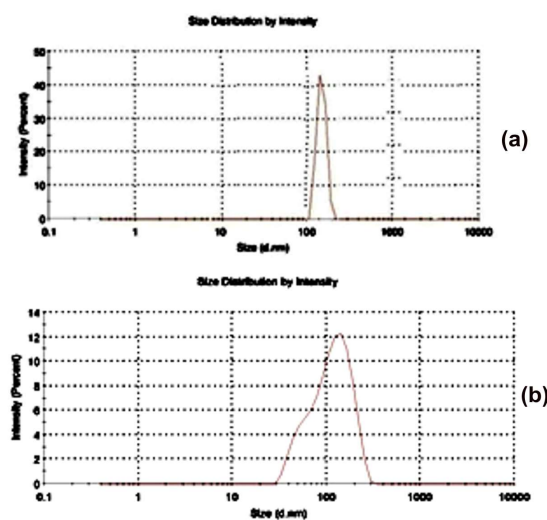 Size Distribution by Intensity
50
40
30
20
10
0
Intensity (Percent)
0.1 1 10 100 1000 10000
Size (d.nm)
(a)
Size Distribution by Intensity
14
12
10
8
6
4
2
0
Intensity (Percent)
0.1 1 10 100 1000 10000
Size (d.nm)
(b)